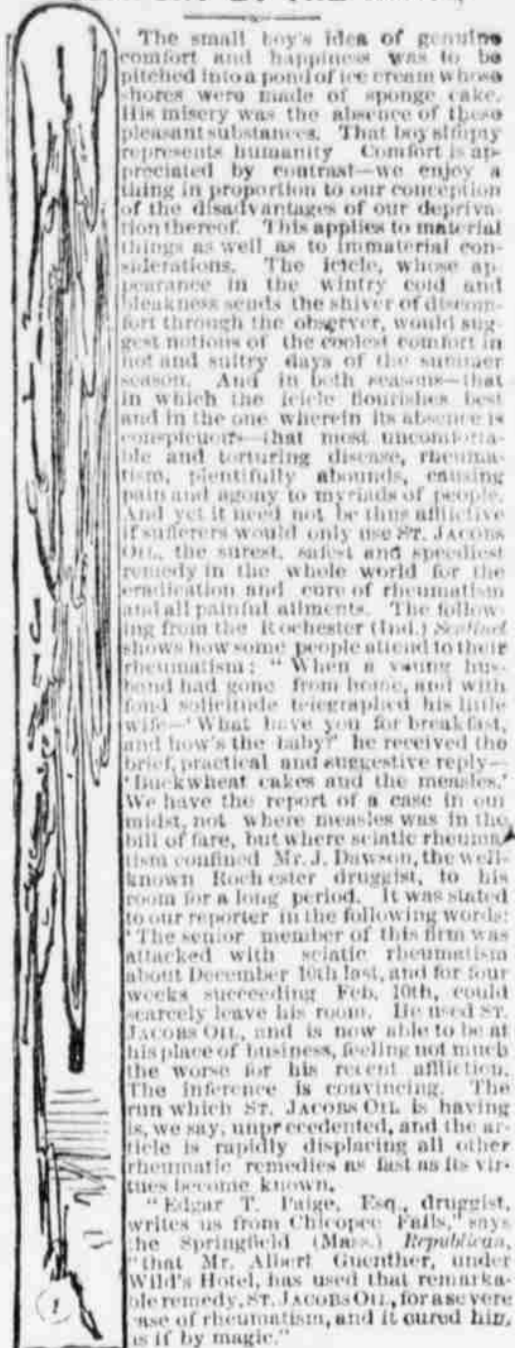 The small boy's idea of genuine
comfort and happiness was to be
pitched into a pond of ice cream whose
shores were made of sponge cake.
His misery was the absence of these
pleasant substances. That boy simply
represents humanity Comfort is ap-
preciated by contrast—we enjoy a
thing in proportion to our conception
of the disadvantages of our depriva-
tion thereof. This applies to material
things as well as to immaterial con-
siderations. The icicle, whose ap-
pearance in the wintry cold and
bleakness sends the shiver of discom-
fort through the observer, would sug-
gest notions of the coolest comfort in
hot and sultry days of the summer
season. And in both seasons—that
in which the icicle flourishes best
and in the one wherein its absence is
conspicuous—that most uncomforta-
ble and torturing disease, rheuma-
tism, plentifully abounds, causing
pain and agony to myriads of people.
And yet it need not be thus afflictive
if sufferers would only use ST. JACOBS
OIL, the surest, safest and speediest
remedy in the whole world for the
eradication and cure of rheumatism
and all painful ailments. The follow-
ing from the Rochester (Ind.) Sentinel
shows how some people attend to their
rheumatism: "When a young hus-
band had gone from home, and with
fond solicitude telegraphed his little
wife—'What have you for breakfast,
and how's the baby?' he received the
brief, practical and suggestive reply—
'Buckwheat cakes and the measles.'
We have the report of a case in our
midst, not where measles was in the
bill of fare, but where sciatic rheuma-
tism confined Mr. J. Dawson, the well-
known Roch ester druggist, to his
room for a long period. It was stated
to our reporter in the following words:
'The senior member of this firm was
attacked with sciatic rheumatism
about December 10th last, and for four
weeks succeeding Feb. 10th, could
scarcely leave his room. He used ST.
JACOBS OIL, and is now able to be at
his place of business, feeling not much
the worse for his recent affliction.
The inference is convincing. The
run which ST. JACOBS OIL is having
is, we say, unprecedented, and the ar-
ticle is rapidly displacing all other
rheumatic remedies as fast as its vir-
tues become known.
"Edgar T. Paige, Esq., druggist,
writes us from Chicopee Falls," says
the Springfield (Mass.) Republican,
"that Mr. Albert Guenther, under
Wild's Hotel, has used that remarka-
ble remedy, ST. JACOBS OIL, for a severe
case of rheumatism, and it cured him,
as if by magic."
1